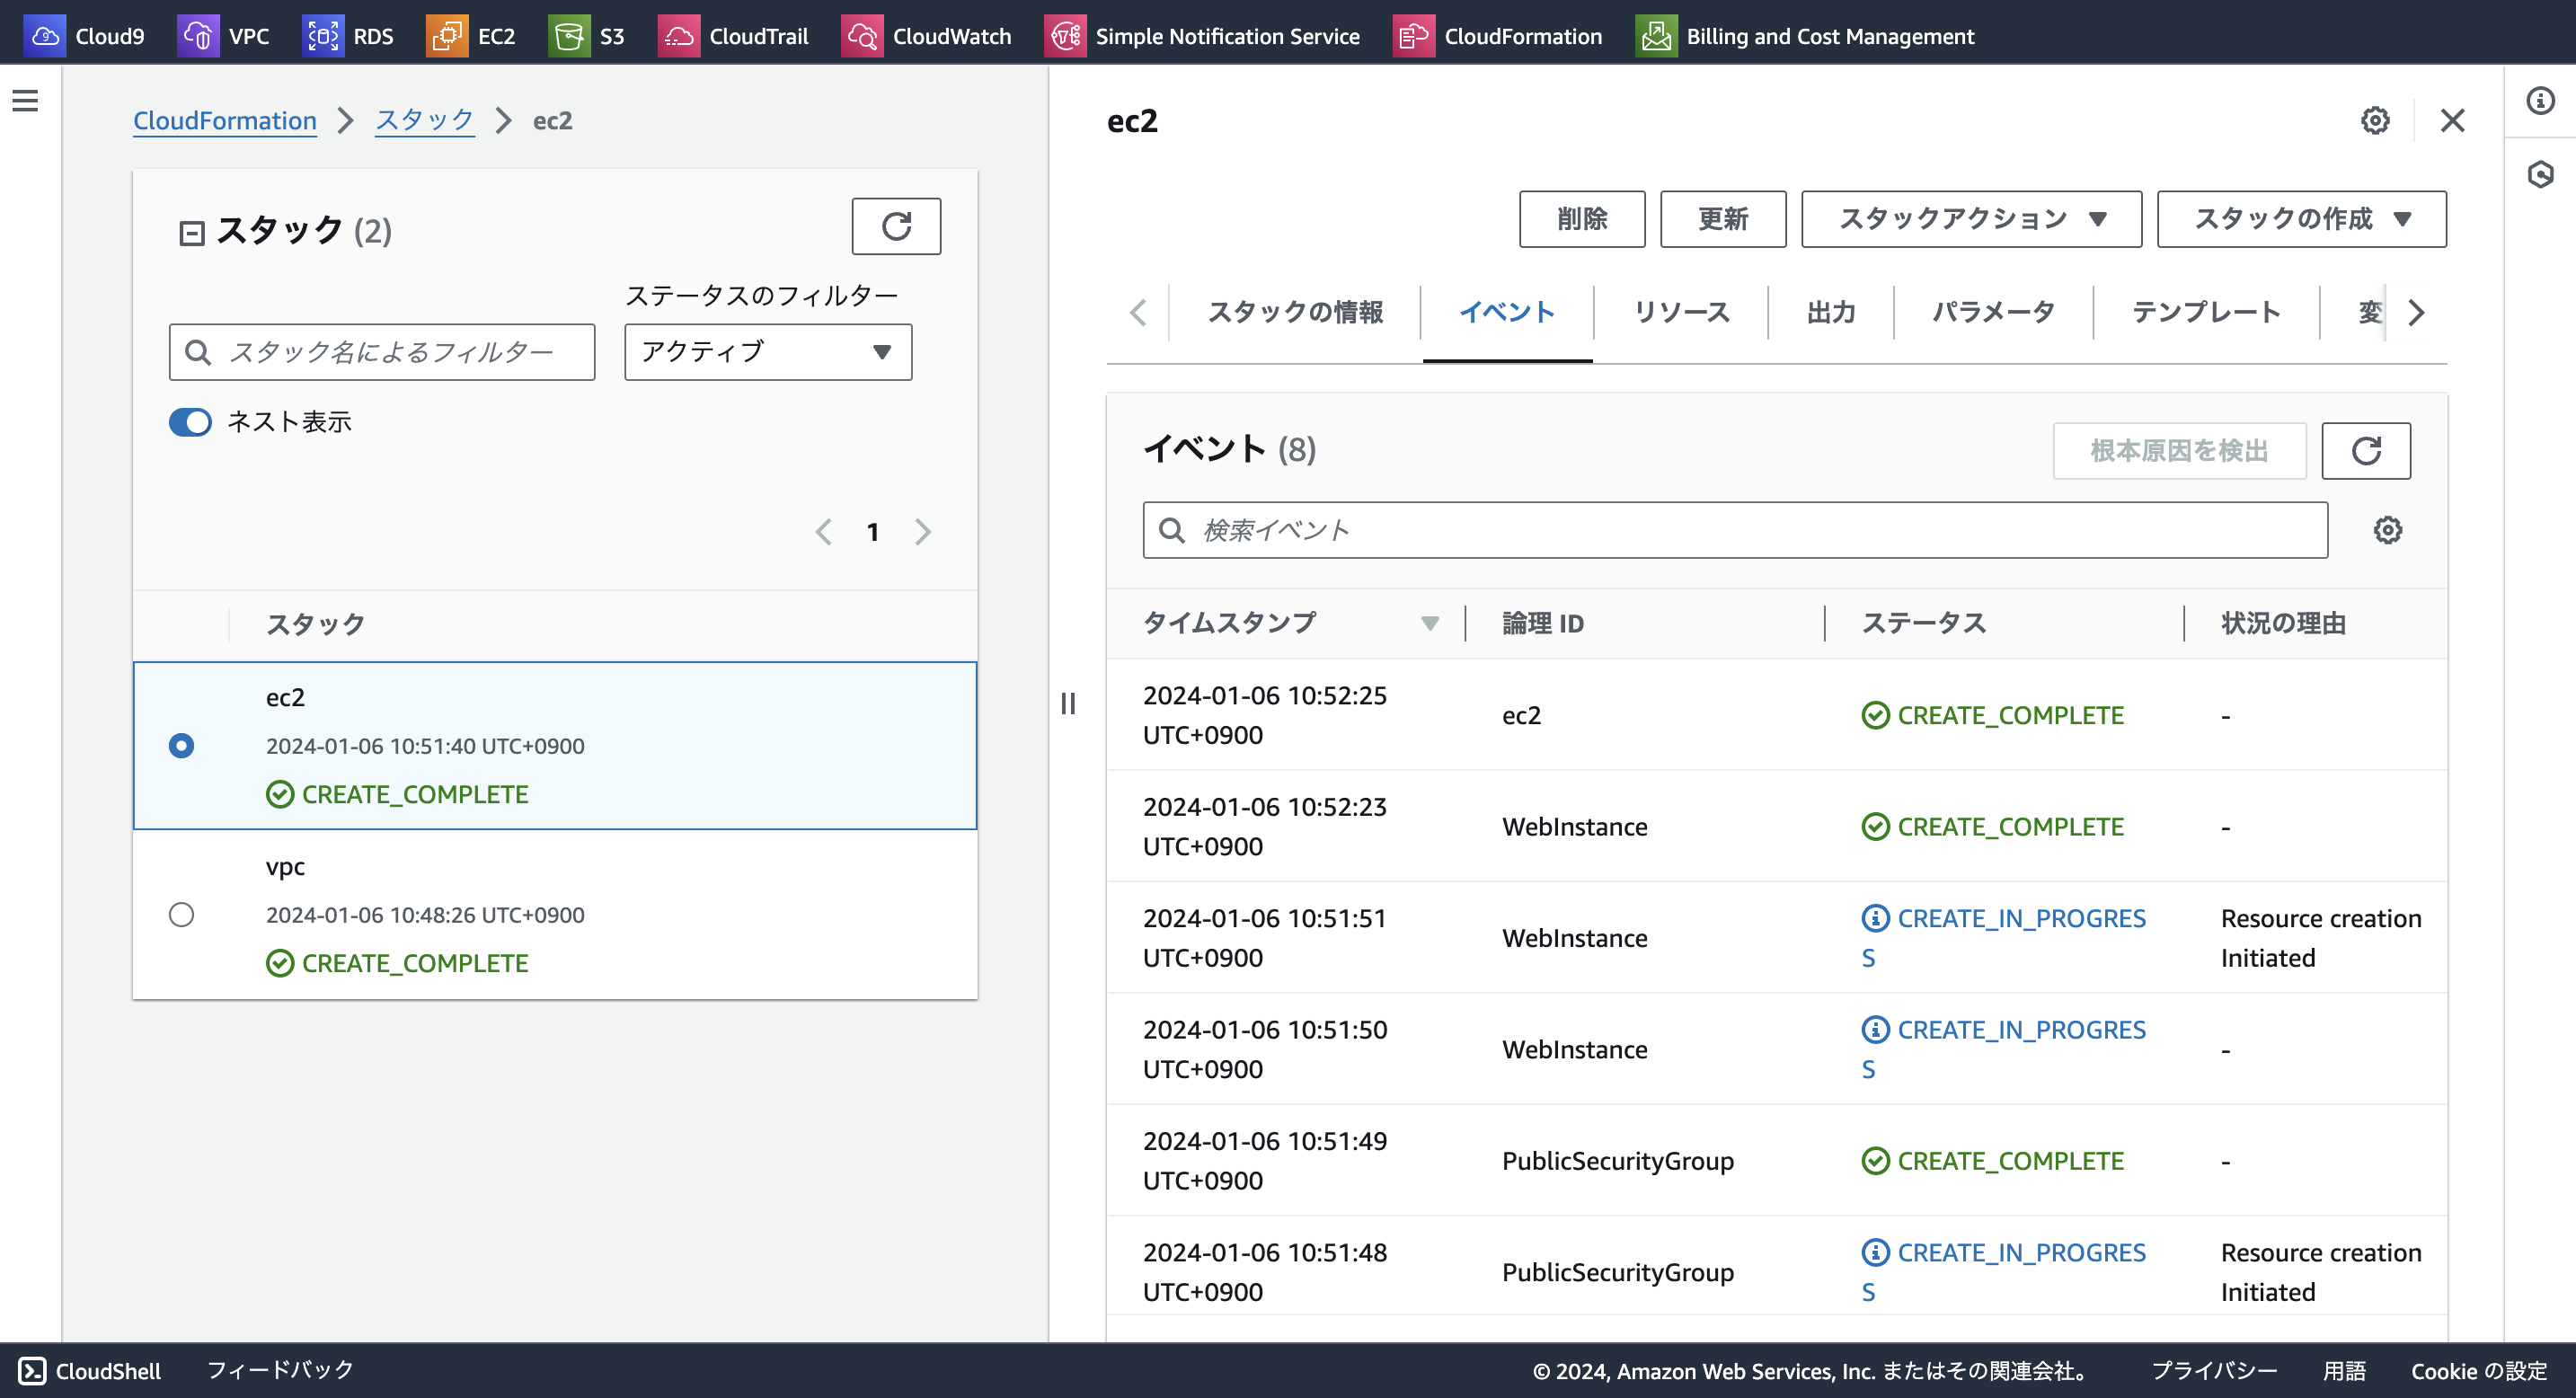 Cloud9 VPC RDS EC2 S3 CloudTrail CloudWatch Simple Notification Service CloudFormation Billing and Cost Management
CloudFormation > スタック > ec2
スタック (2)
ステータスのフィルター
スタック名によるフィルター
アクティブ
ネスト表示
1
スタック
ec2
2024-01-06 10:51:40 UTC+0900
CREATE_COMPLETE
vpc
2024-01-06 10:48:26 UTC+0900
CREATE_COMPLETE
ec2
削除 更新 スタックアクション スタックの作成
スタックの情報 イベント リソース 出力 パラメータ テンプレート 変
イベント (8)
根本原因を検出
検索イベント
タイムスタンプ 論理 ID ステータス 状況の理由
2024-01-06 10:52:25
UTC+0900
ec2
CREATE_COMPLETE
-
2024-01-06 10:52:23
UTC+0900
WebInstance
CREATE_COMPLETE
-
2024-01-06 10:51:51
UTC+0900
WebInstance
CREATE_IN_PROGRES
S
Resource creation
Initiated
2024-01-06 10:51:50
UTC+0900
WebInstance
CREATE_IN_PROGRES
S
-
2024-01-06 10:51:49
UTC+0900
PublicSecurityGroup
CREATE_COMPLETE
-
2024-01-06 10:51:48
UTC+0900
PublicSecurityGroup
CREATE_IN_PROGRES
S
Resource creation
Initiated
CloudShell フィードバック © 2024, Amazon Web Services, Inc. またはその関連会社。 プライバシー 用語 Cookie の設定